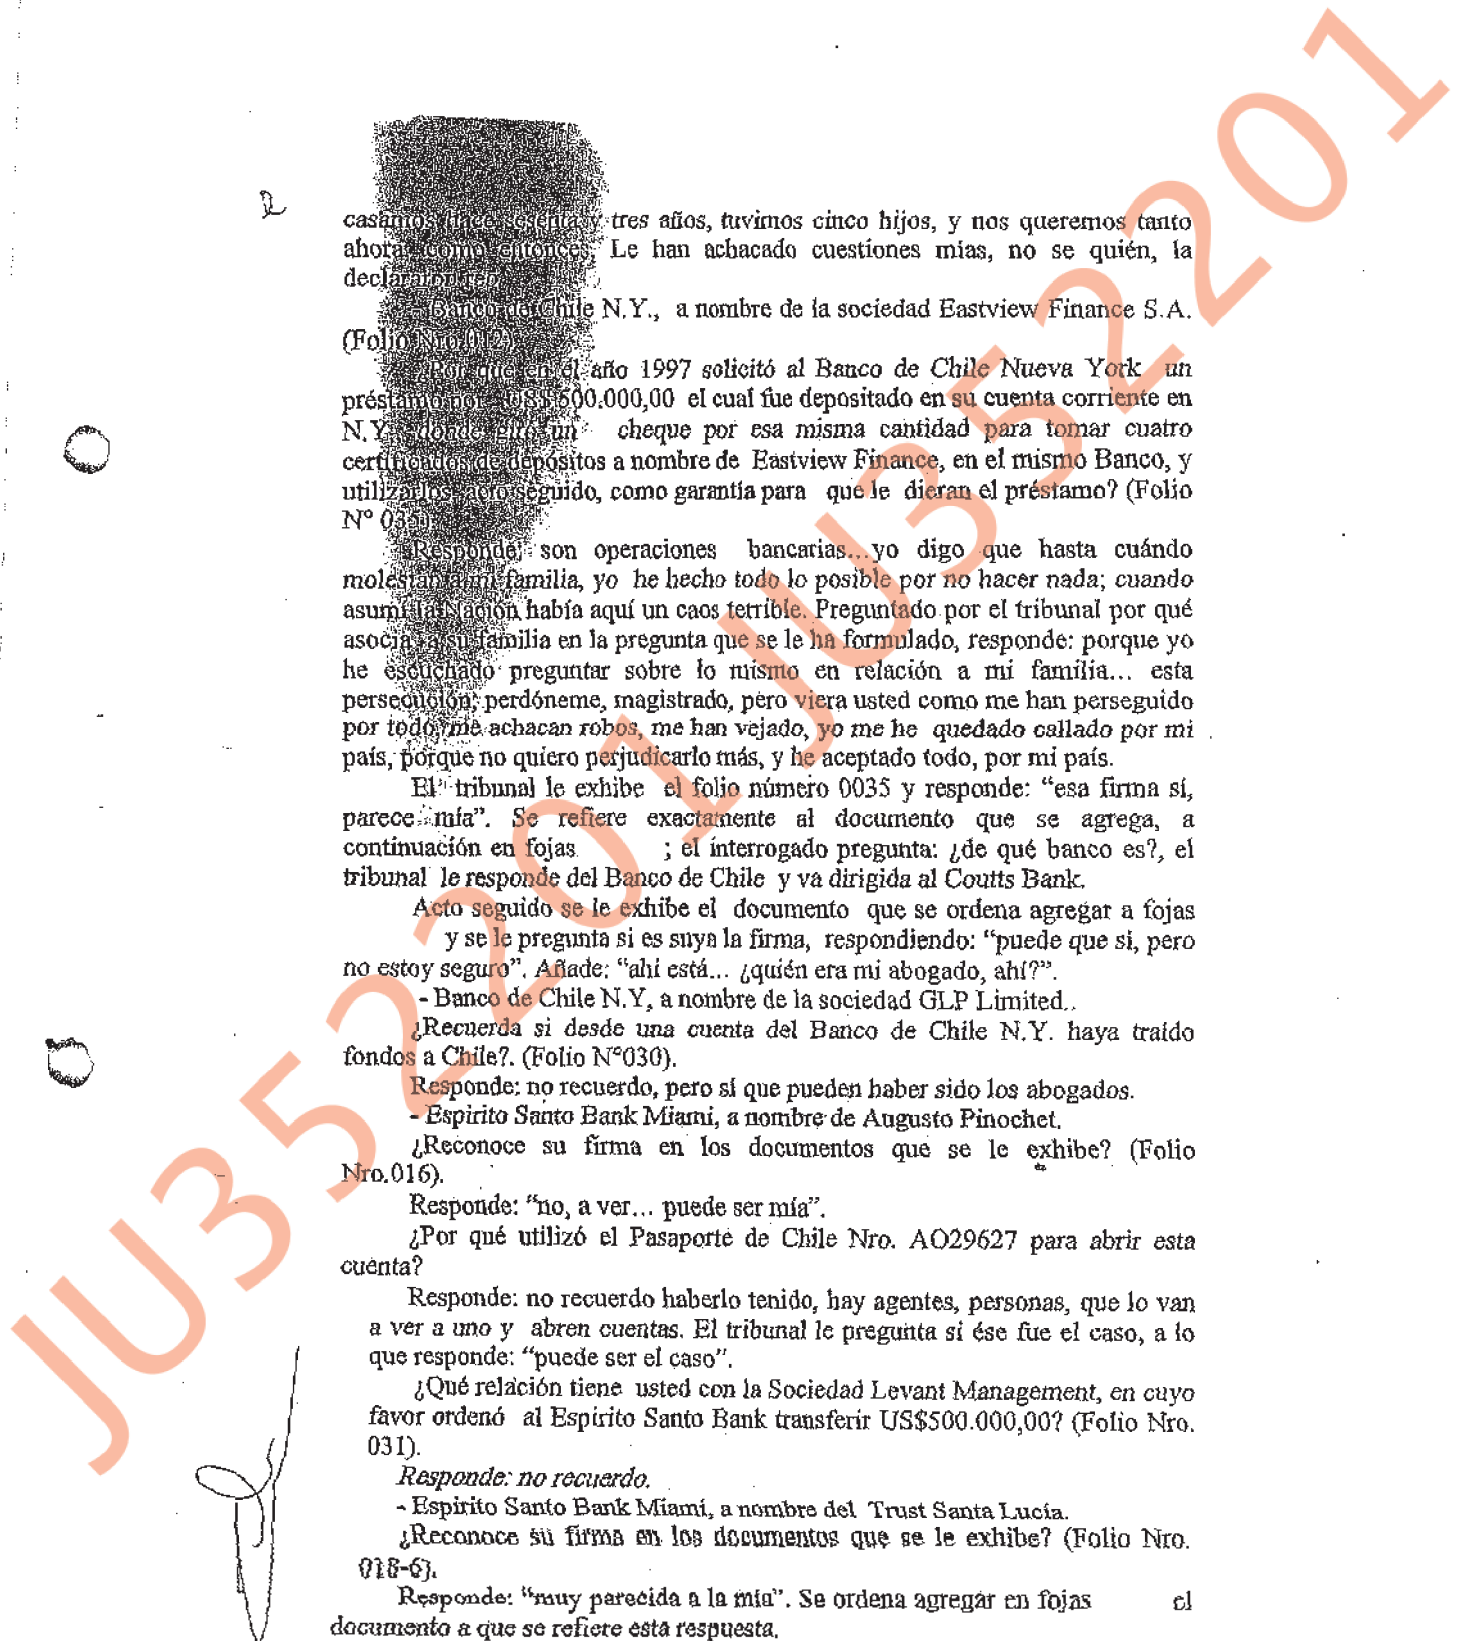 casamos hace sesenta y tres años, tuvimos cinco hijos, y nos queremos tanto
ahora como entonces. Le han achacado cuestiones mías, no se quién, la
declararon reo.
- Banco de Chile N.Y., a nombre de la sociedad Eastview Finance S.A.
(Folio Nro.012)
¿Por qué en el año 1997 solicitó al Banco de Chile Nueva York un
préstamo por US$ 600.000,00 el cual fue depositado en su cuenta corriente en
N.Y. donde giró un cheque por esa misma cantidad para tomar cuatro
certificados de depósitos a nombre de Eastview Finance, en el mismo Banco, y
utilizarlos, acto seguido, como garantía para que le dieran el préstamo? (Folio
N° 035)
Responde: son operaciones bancarias...yo digo que hasta cuándo
molestan a mi familia, yo he hecho todo lo posible por no hacer nada; cuando
asumí la Nación había aquí un caos terrible. Preguntado por el tribunal por qué
asocia a su familia en la pregunta que se le ha formulado, responde: porque yo
he escuchado preguntar sobre lo mismo en relación a mi familia... esta
persecución; perdóneme, magistrado, pero viera usted como me han perseguido
por todo, me achacan robos, me han vejado, yo me he quedado callado por mi
país, porque no quiero perjudicarlo más, y he aceptado todo, por mi país.
El tribunal le exhibe el folio número 0035 y responde: “esa firma sí,
parece mía”. Se refiere exactamente al documento que se agrega, a
continuación en fojas ; el interrogado pregunta: ¿de qué banco es?, el
tribunal le responde del Banco de Chile y va dirigida al Coutts Bank.
Acto seguido se le exhibe el documento que se ordena agregar a fojas
y se le pregunta si es suya la firma, respondiendo: “puede que si, pero
no estoy seguro”. Añade: “ahí está... ¿quién era mi abogado, ahí?”.
- Banco de Chile N.Y, a nombre de la sociedad GLP Limited..
¿Recuerda si desde una cuenta del Banco de Chile N.Y. haya traído
fondos a Chile?. (Folio N°030).
Responde: no recuerdo, pero sí que pueden haber sido los abogados.
- Espirito Santo Bank Miami, a nombre de Augusto Pinochet.
¿Reconoce su firma en los documentos que se le exhibe? (Folio
Nro.016).
Responde: “no, a ver... puede ser mía”.
¿Por qué utilizó el Pasaporte de Chile Nro. AO29627 para abrir esta
cuenta?
Responde: no recuerdo haberlo tenido, hay agentes, personas, que lo van
a ver a uno y abren cuentas. El tribunal le pregunta si ése fue el caso, a lo
que responde: “puede ser el caso”.
¿Qué relación tiene usted con la Sociedad Levant Management, en cuyo
favor ordenó al Espirito Santo Bank transferir US$500.000,00? (Folio Nro.
031).
Responde: no recuerdo.
- Espirito Santo Bank Miami, a nombre del Trust Santa Lucía.
¿Reconoce su firma en los documentos que se le exhibe? (Folio Nro.
018-6).
Responde: “muy parecida a la mía”. Se ordena agregar en fojas el
documento a que se refiere esta respuesta.
JU352201 JU352201